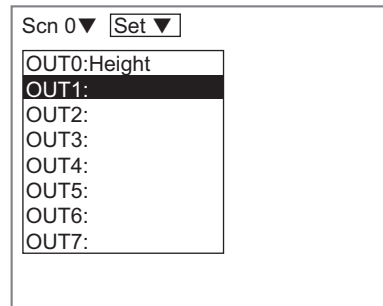 Scn 0▼ Set ▼
OUT0:Height
OUT1:
OUT2:
OUT3:
OUT4:
OUT5:
OUT6:
OUT7: